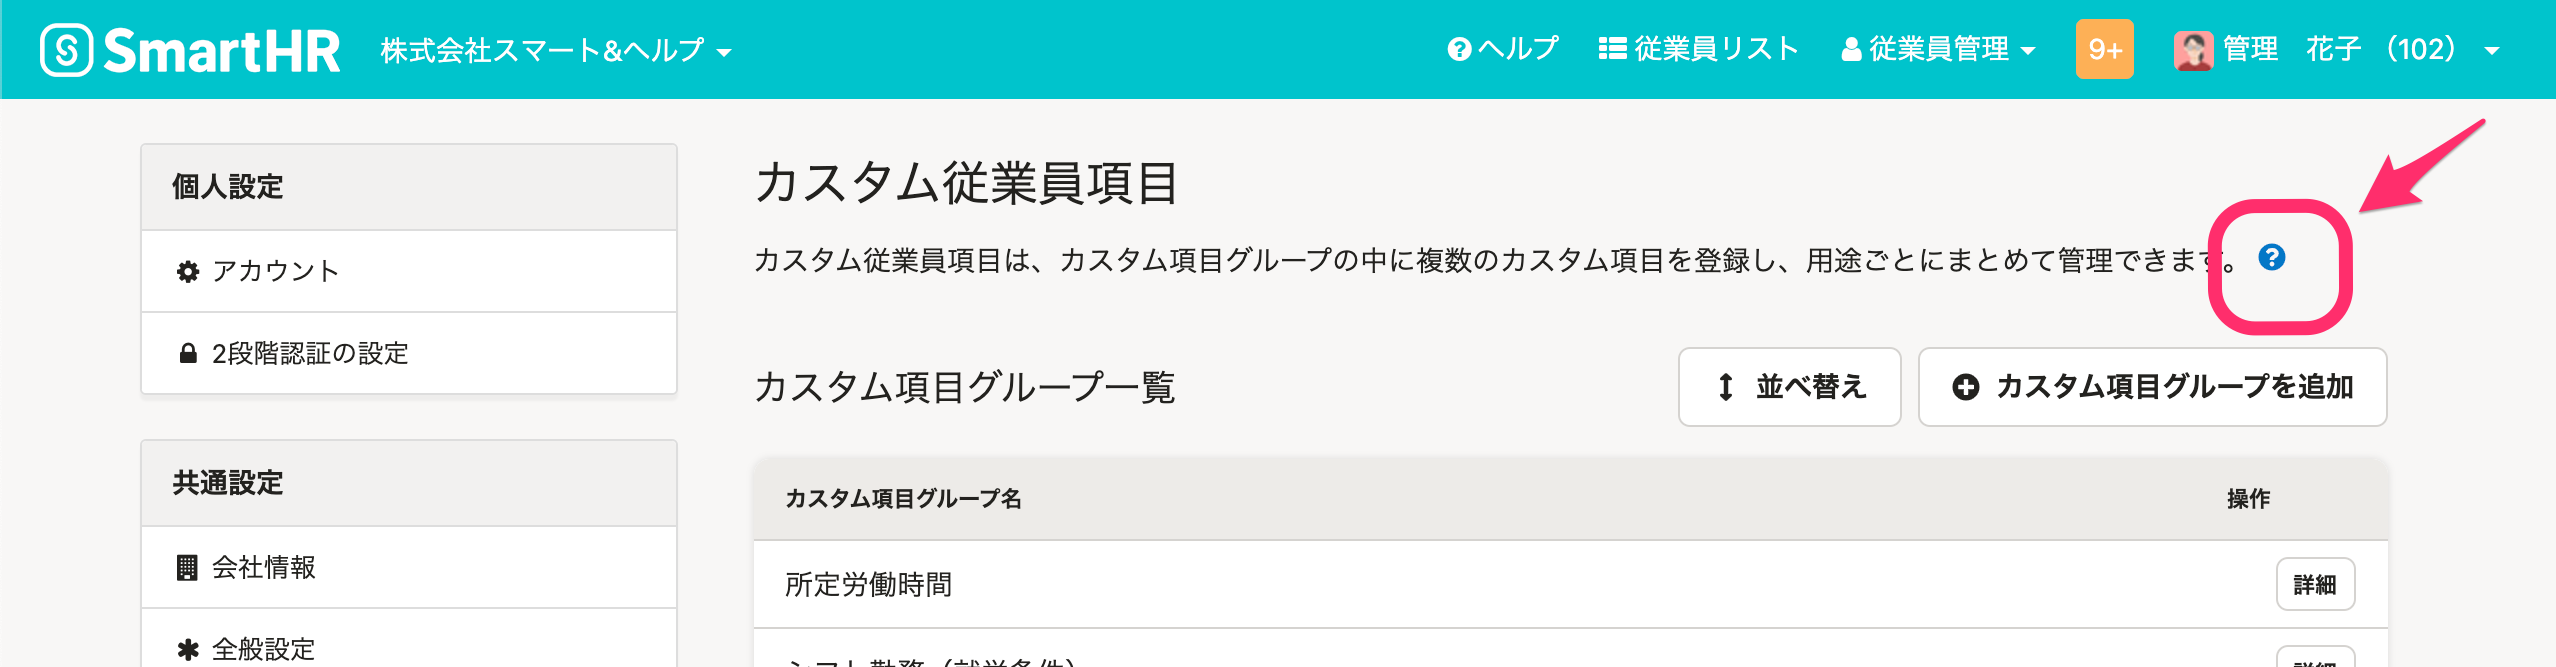 SmartHR 株式会社スマート&ヘルプ ヘルプ 従業員リスト 従業員管理 9+ 管理 花子 （102）
個人設定
アカウント
2段階認証の設定
共通設定
会社情報
全般設定
カスタム従業員項目
カスタム従業員項目は、カスタム項目グループの中に複数のカスタム項目を登録し、用途ごとにまとめて管理できます。
カスタム項目グループ一覧
並べ替え カスタム項目グループを追加
カスタム項目グループ名 操作
所定労働時間 詳細